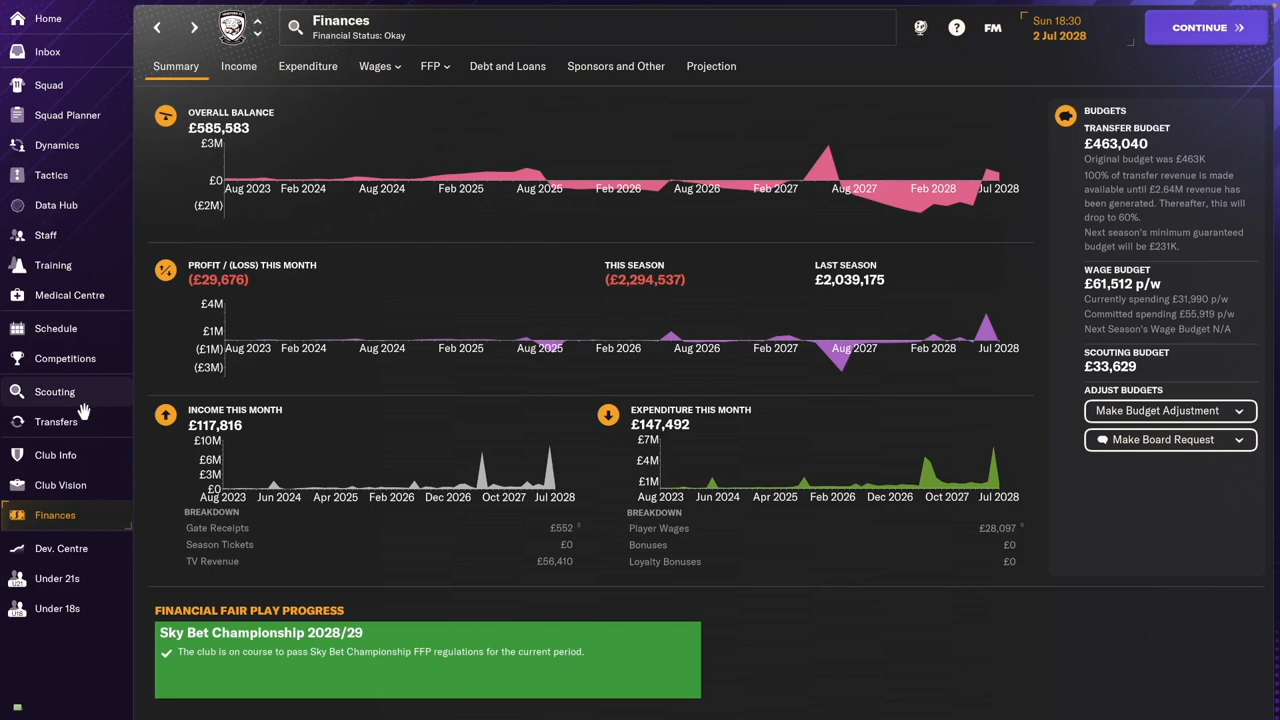 Home
Inbox
Squad
Squad Planner
Dynamics
Tactics
Data Hub
Staff
Training
Medical Centre
Schedule
Competitions
Scouting
Transfers
Club Info
Club Vision
Finances
Dev. Centre
Under 21s
Under 18s
11
U21
U18
Finances
Financial Status: Okay
?
FM
Sun 18:30
2 Jul 2028
CONTINUE
Summary Income Expenditure Wages FFP Debt and Loans Sponsors and Other Projection
OVERALL BALANCE
£585,583
£3M
£0
(£2M)
Aug 2023 Feb 2024 Aug 2024 Feb 2025 Aug 2025 Feb 2026 Aug 2026 Feb 2027 Aug 2027 Feb 2028 Jul 2028
PROFIT / (LOSS) THIS MONTH
(£29,676)
THIS SEASON
(£2,294,537)
LAST SEASON
£2,039,175
£4M
£1M
(£1M)
(£3M)
Aug 2023 Feb 2024 Aug 2024 Feb 2025 Aug 2025 Feb 2026 Aug 2026 Feb 2027 Aug 2027 Feb 2028 Jul 2028
INCOME THIS MONTH
£117,816
£10M
£6M
£3M
£0
Aug 2023 Jun 2024 Apr 2025 Feb 2026 Dec 2026 Oct 2027 Jul 2028
BREAKDOWN
Gate Receipts £552
Season Tickets £0
TV Revenue £56,410
EXPENDITURE THIS MONTH
£147,492
£7M
£4M
£1M
Aug 2023 Jun 2024 Apr 2025 Feb 2026 Dec 2026 Oct 2027 Jul 2028
BREAKDOWN
Player Wages £28,097
Bonuses £0
Loyalty Bonuses £0
FINANCIAL FAIR PLAY PROGRESS
Sky Bet Championship 2028/29
The club is on course to pass Sky Bet Championship FFP regulations for the current period.
BUDGETS
TRANSFER BUDGET
£463,040
Original budget was £463K
100% of transfer revenue is made
available until £2.64M revenue has
been generated. Thereafter, this will
drop to 60%.
Next season's minimum guaranteed
budget will be £231K.
WAGE BUDGET
£61,512 p/w
Currently spending £31,990 p/w
Committed spending £55,919 p/w
Next Season's Wage Budget N/A
SCOUTING BUDGET
£33,629
ADJUST BUDGETS
Make Budget Adjustment
Make Board Request